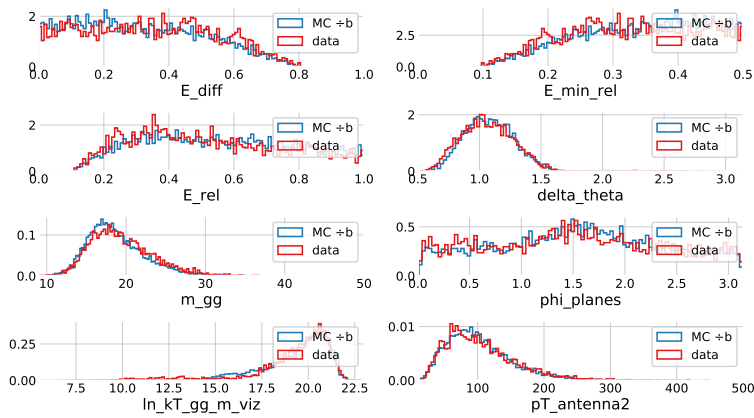 2
0
MC ÷b
data
0.0 0.2 0.4 0.6 0.8 1.0
E_diff
2.5
0.0
MC ÷b
data
0.0 0.1 0.2 0.3 0.4 0.5
E_min_rel
2
0
MC ÷b
data
0.0 0.2 0.4 0.6 0.8 1.0
E_rel
2
0
MC ÷b
data
0.5 1.0 1.5 2.0 2.5 3.0
delta_theta
0.1
0.0
MC ÷b
data
10 20 30 40 50
m_gg
0.5
0.0
MC ÷b
data
0.0 0.5 1.0 1.5 2.0 2.5 3.0
phi_planes
0.25
0.00
MC ÷b
data
7.5 10.0 12.5 15.0 17.5 20.0 22.5
ln_kT_gg_m_viz
0.01
0.00
MC ÷b
data
100 200 300 400 500
pT_antenna2